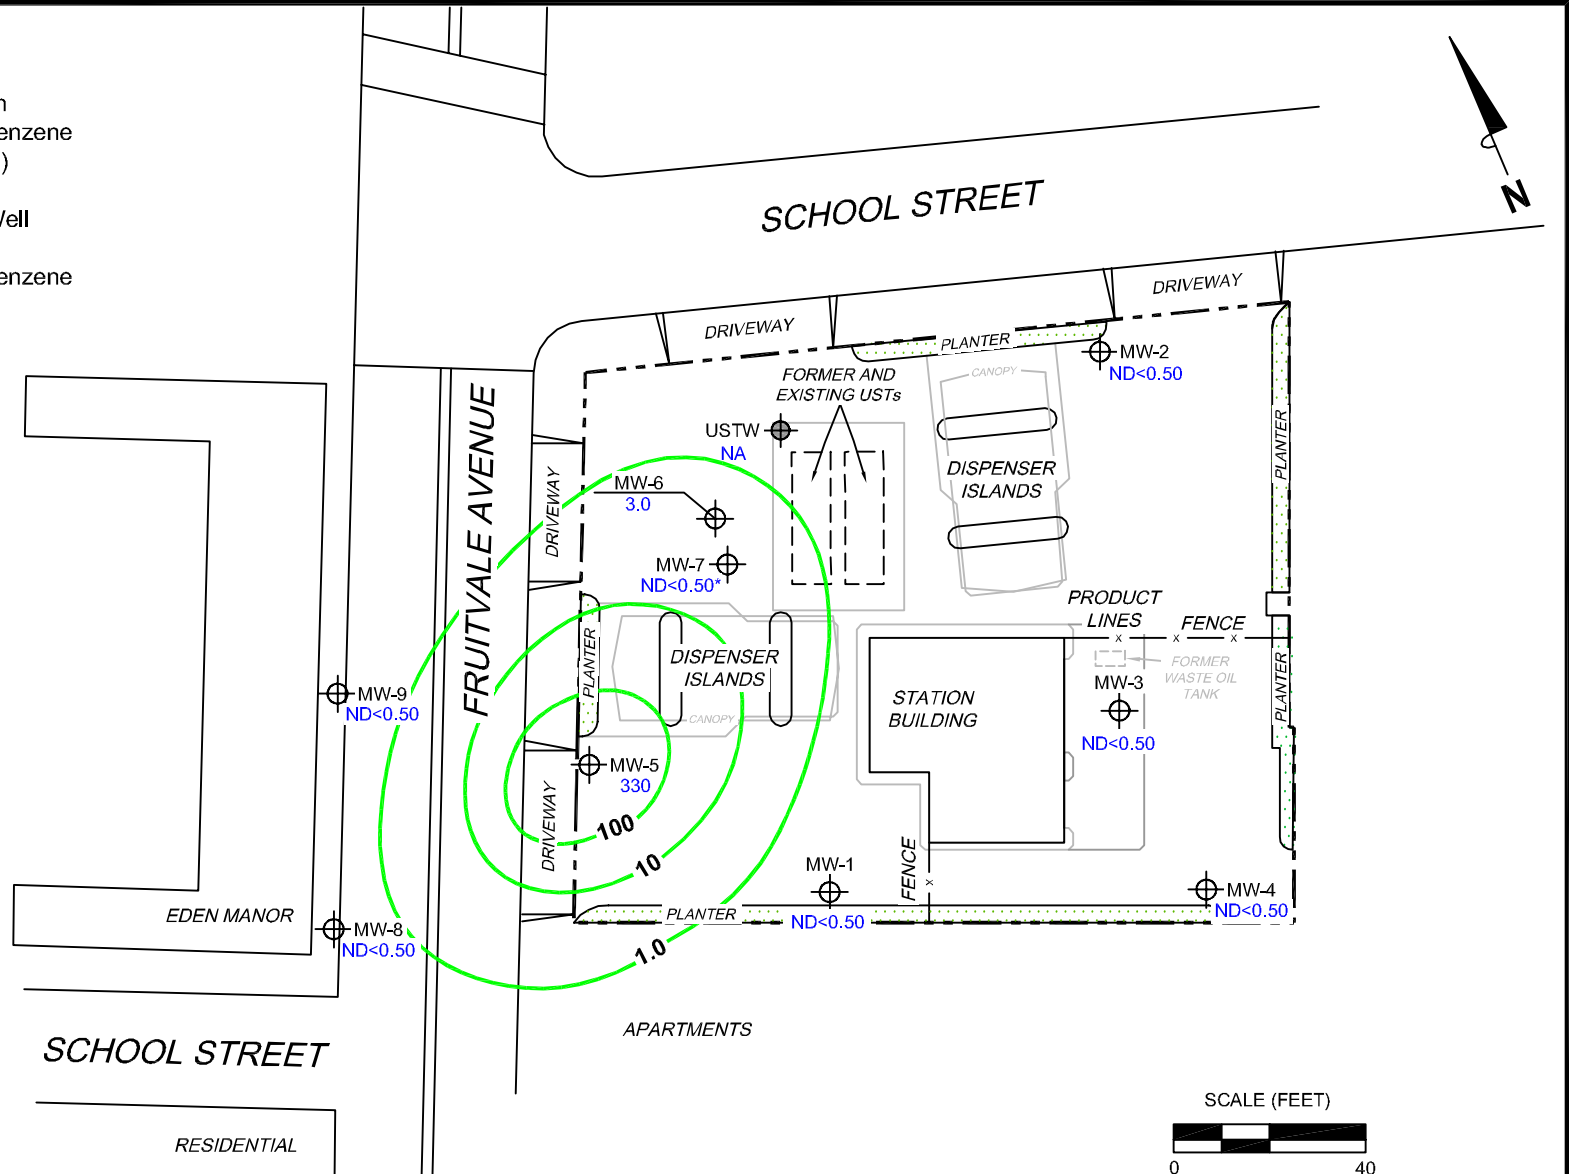 enzene
)
enzene
SCHOOL STREET
N
DRIVEWAY
DRIVEWAY
PLANTER
MW-2
ND<0.50
FORMER AND
EXISTING USTs
CANOPY
USTW
NA
FRUITVALE AVENUE
DRIVEWAY
MW-6
3.0
DISPENSER
ISLANDS
PLANTER
MW-7
ND<0.50*
PRODUCT
LINES
FENCE
x
x
x
PLANTER
DISPENSER
ISLANDS
CANOPY
STATION
BUILDING
FORMER
WASTE OIL
TANK
MW-3
ND<0.50
PLANTER
MW-9
ND<0.50
MW-5
330
DRIVEWAY
100
10
1.0
MW-1
ND<0.50
FENCE
x
MW-4
ND<0.50
PLANTER
EDEN MANOR
MW-8
ND<0.50
APARTMENTS
SCHOOL STREET
RESIDENTIAL
SCALE (FEET)
0 40